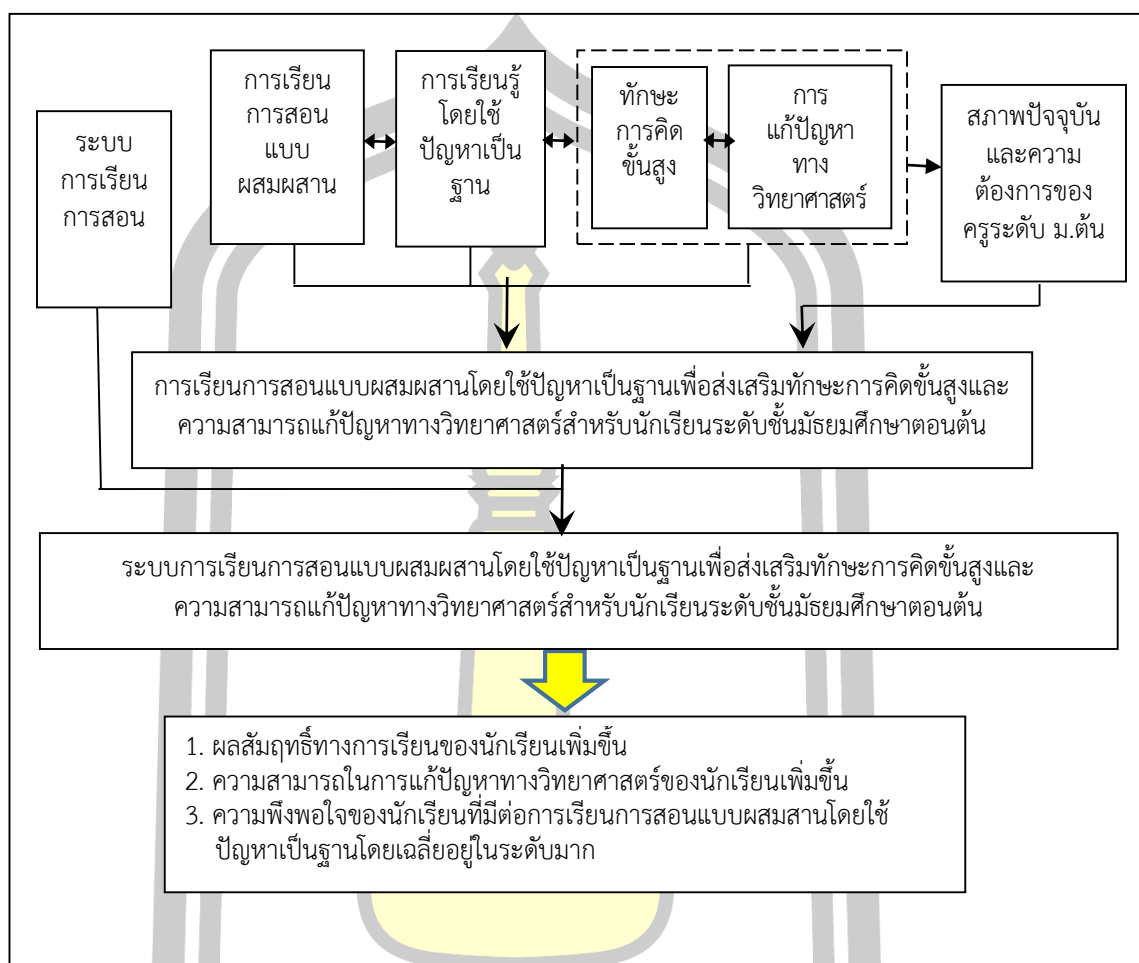 ระบบ
การเรียน
การสอน
การเรียน
การสอน
แบบ
ผสมผสาน
การเรียนรู้
โดยใช้
ปัญหาเป็น
ฐาน
ทักษะ
การคิด
ขั้นสูง
การ
แก้ปัญหา
ทาง
วิทยาศาสตร์
สภาพปัจจุบัน
และความ
ต้องการของ
ครูระดับ ม.ต้น
การเรียนการสอนแบบผสมผสานโดยใช้ปัญหาเป็นฐานเพื่อส่งเสริมทักษะการคิดขั้นสูงและ
ความสามารถแก้ปัญหาทางวิทยาศาสตร์สำหรับนักเรียนระดับชั้นมัธยมศึกษาตอนต้น
ระบบการเรียนการสอนแบบผสมผสานโดยใช้ปัญหาเป็นฐานเพื่อส่งเสริมทักษะการคิดขั้นสูงและ
ความสามารถแก้ปัญหาทางวิทยาศาสตร์สำหรับนักเรียนระดับชั้นมัธยมศึกษาตอนต้น
1. ผลสัมฤทธิ์ทางการเรียนของนักเรียนเพิ่มขึ้น
2. ความสามารถในการแก้ปัญหาทางวิทยาศาสตร์ของนักเรียนเพิ่มขึ้น
3. ความพึงพอใจของนักเรียนที่มีต่อการเรียนการสอนแบบผสมสานโดยใช้
ปัญหาเป็นฐานโดยเฉลี่ยอยู่ในระดับมาก